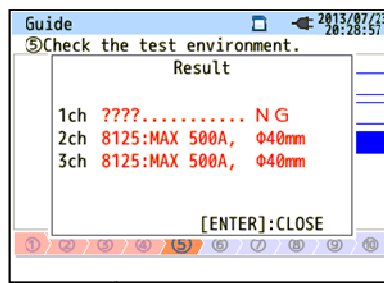 Guide 2013/07/23
20:28:57
⑤Check the test environment.
Result
1ch ????........... NG
2ch 8125:MAX 500A, Φ40mm
3ch 8125:MAX 500A, Φ40mm
[ENTER]:CLOSE
① ② ③ ④ ⑤ ⑥ ⑦ ⑧ ⑨ ⑩